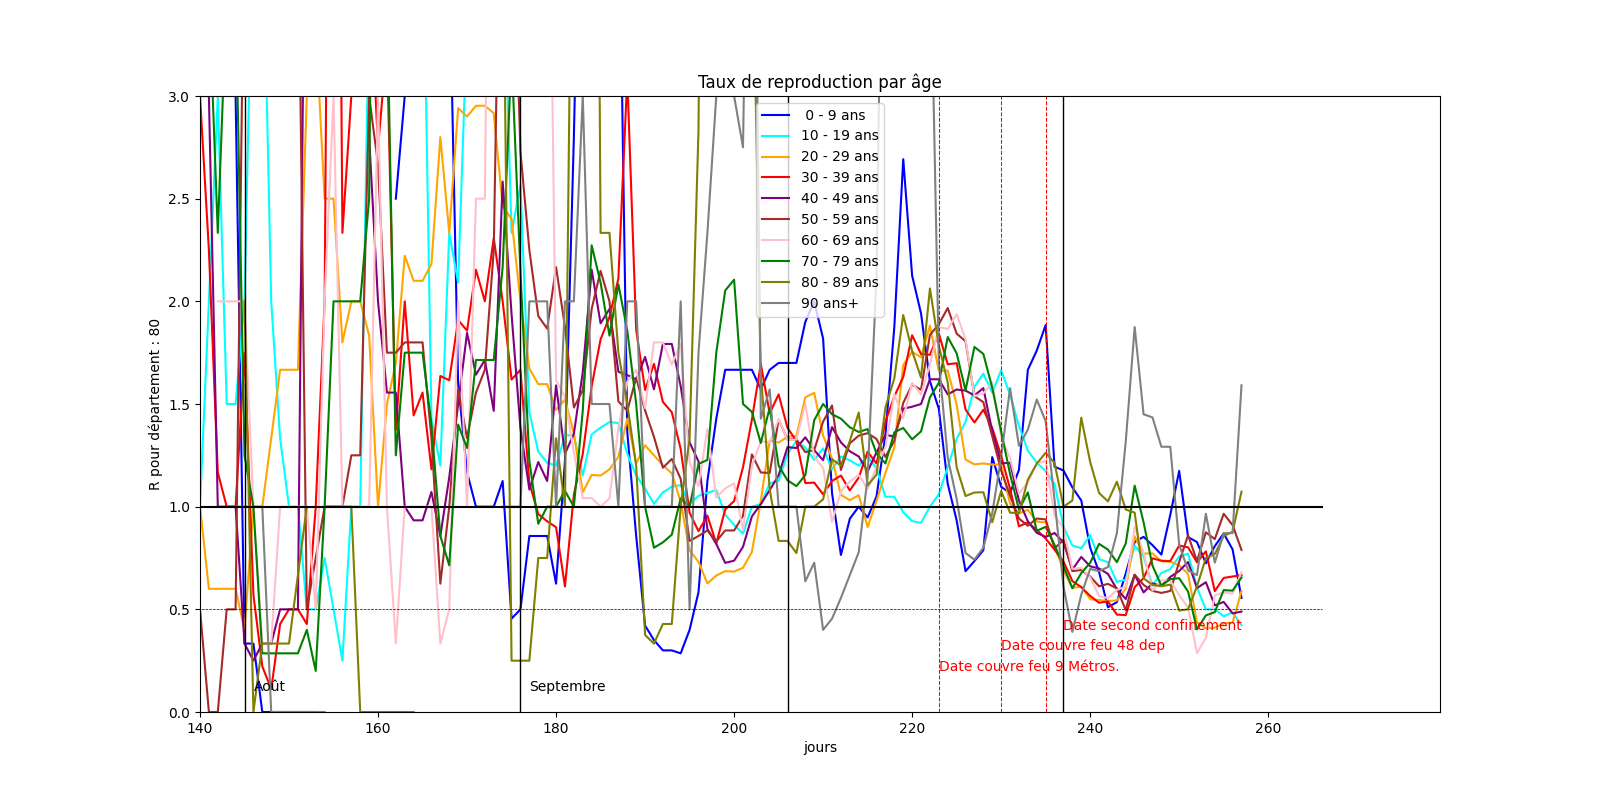 Taux de reproduction par âge
R pour département : 80
3.0
2.5
2.0
1.5
1.0
0.5
0.0
0 - 9 ans
10 - 19 ans
20 - 29 ans
30 - 39 ans
40 - 49 ans
50 - 59 ans
60 - 69 ans
70 - 79 ans
80 - 89 ans
90 ans+
Date second confinement
Date couvre feu 48 dep
Date couvre feu 9 Métros.
Août
Septembre
140 160 180 200 220 240 260
jours